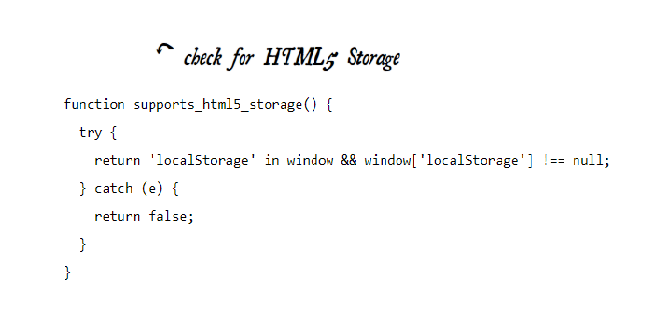 check for HTML5 Storage
function supports_html5_storage() {
  try {
    return 'localStorage' in window && window['localStorage'] !== null;
  } catch (e) {
    return false;
  }
}